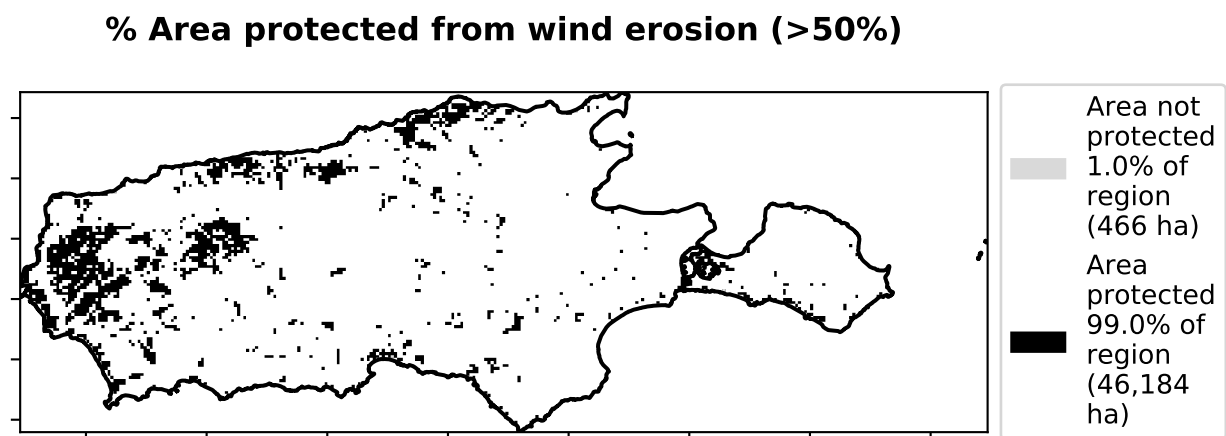 % Area protected from wind erosion (>50%)
Area not
protected
1.0% of
region
(466 ha)
Area
protected
99.0% of
region
(46,184
ha)